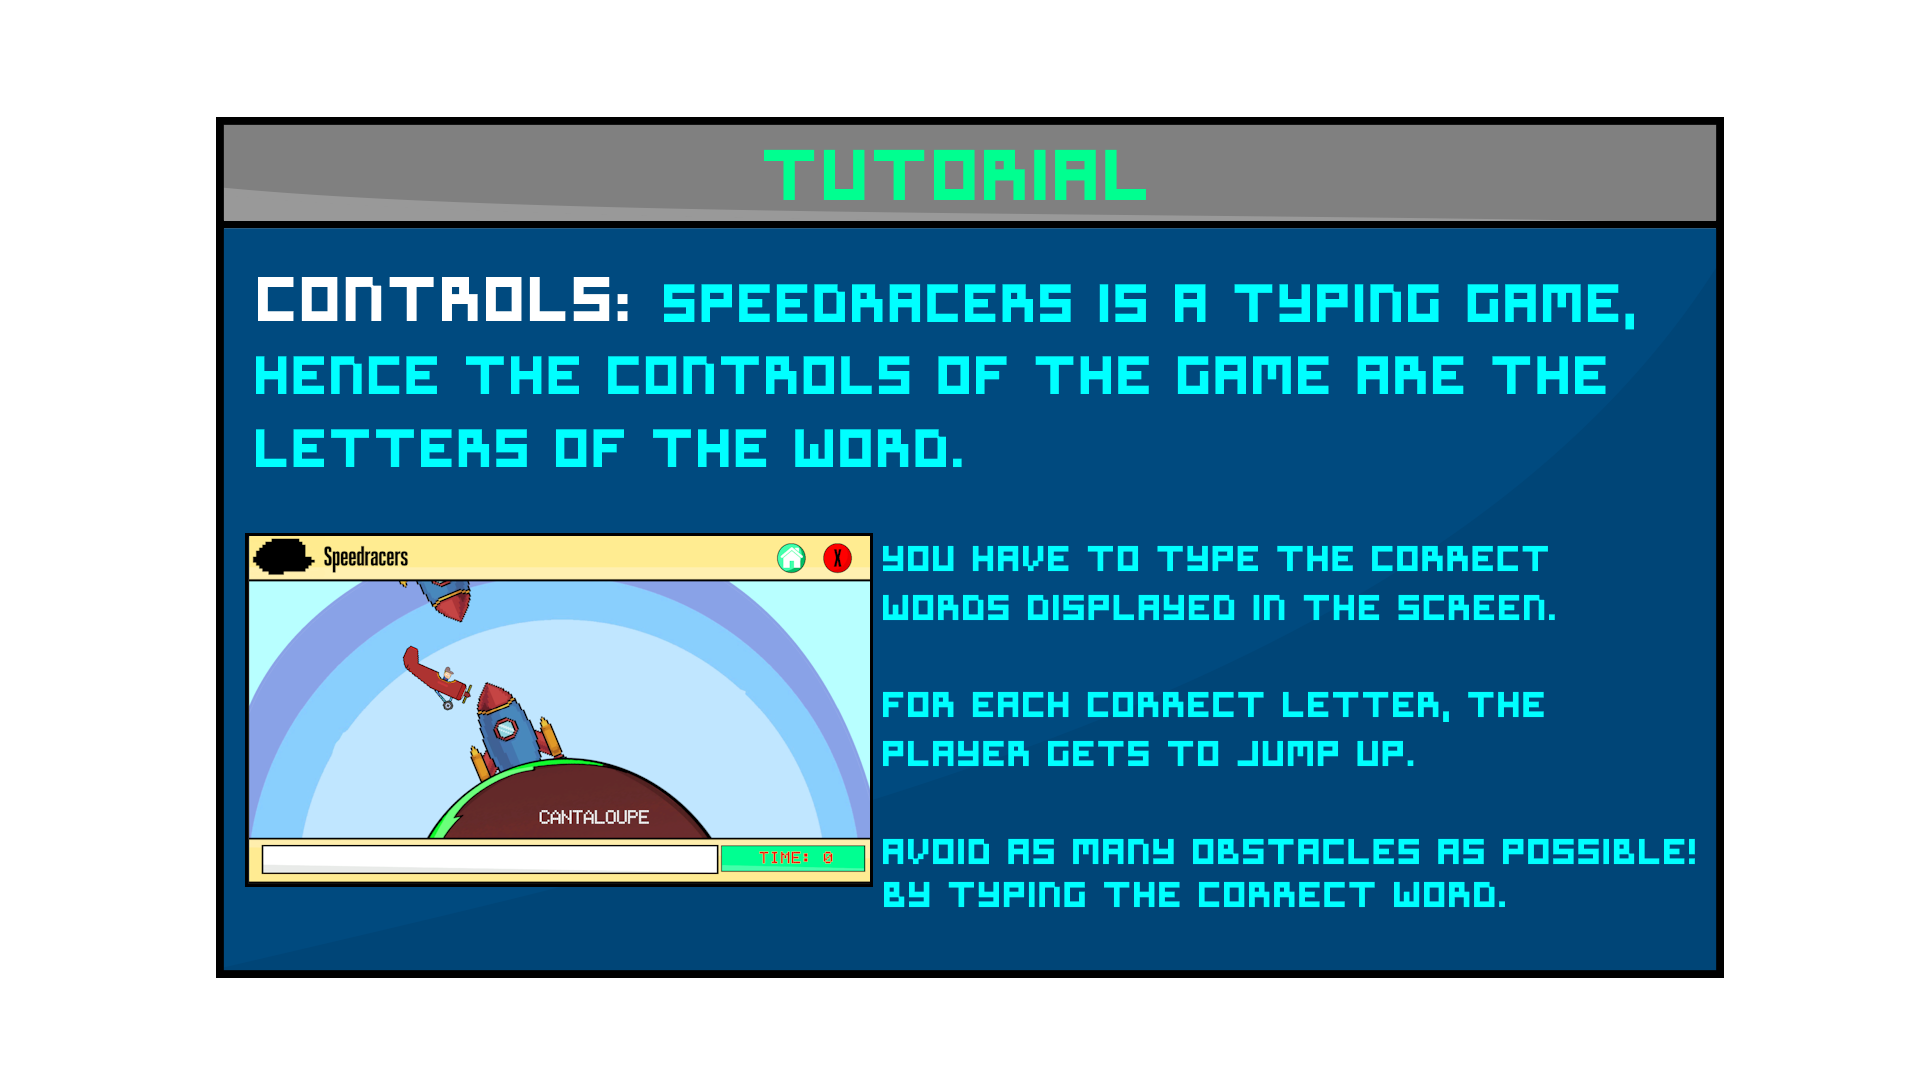 TUTORIAL
CONTROLS: SPEEDRACERS IS A TYPING GAME,
HENCE THE CONTROLS OF THE GAME ARE THE
LETTERS OF THE WORD.
Speedracers
X
CANTALOUPE
TIME: 0
YOU HAVE TO TYPE THE CORRECT
WORDS DISPLAYED IN THE SCREEN.
FOR EACH CORRECT LETTER, THE
PLAYER GETS TO JUMP UP.
AVOID AS MANY OBSTACLES AS POSSIBLE!
BY TYPING THE CORRECT WORD.